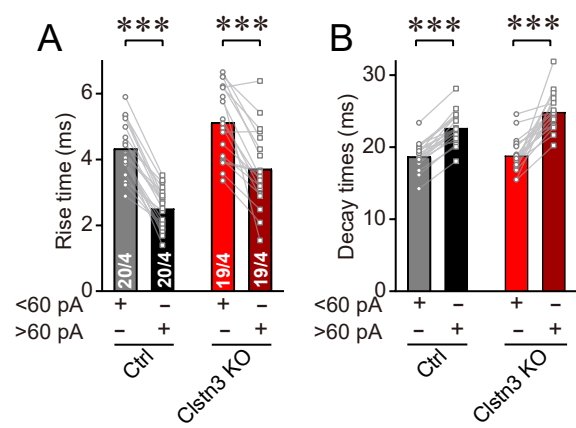 A
*** ***
Rise time (ms)
6
4
2
0
20/4 20/4 19/4 19/4
<60 pA + – + –
>60 pA – + – +
Ctrl
Clstn3 KO
B
*** ***
Decay times (ms)
30
20
10
0
<60 pA + – + –
>60 pA – + – +
Ctrl
Clstn3 KO